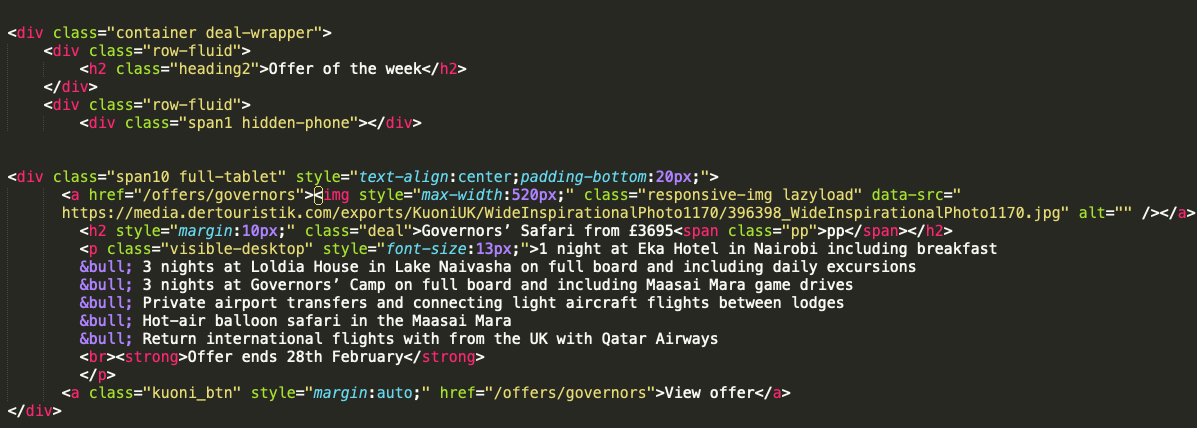 <div class="container deal-wrapper">
<div class="row-fluid">
<h2 class="heading2">Offer of the week</h2>
</div>
<div class="row-fluid">
<div class="span1 hidden-phone"></div>
<div class="span10 full-tablet" style="text-align:center;padding-bottom:20px;">
<a href="/offers/governors"><img style="max-width:520px;" class="responsive-img lazyload" data-src="
https://media.dertouristik.com/exports/KuoniUK/WideInspirationalPhoto1170/396398_WideInspirationalPhoto1170.jpg" alt="" /></a>
<h2 style="margin:10px;" class="deal">Governors’ Safari from £3695<span class="pp">pp</span></h2>
<p class="visible-desktop" style="font-size:13px;">1 night at Eka Hotel in Nairobi including breakfast
&bull; 3 nights at Loldia House in Lake Naivasha on full board and including daily excursions
&bull; 3 nights at Governors’ Camp on full board and including Maasai Mara game drives
&bull; Private airport transfers and connecting light aircraft flights between lodges
&bull; Hot-air balloon safari in the Maasai Mara
&bull; Return international flights with from the UK with Qatar Airways
<br><strong>Offer ends 28th February</strong>
</p>
<a class="kuoni_btn" style="margin:auto;" href="/offers/governors">View offer</a>
</div>